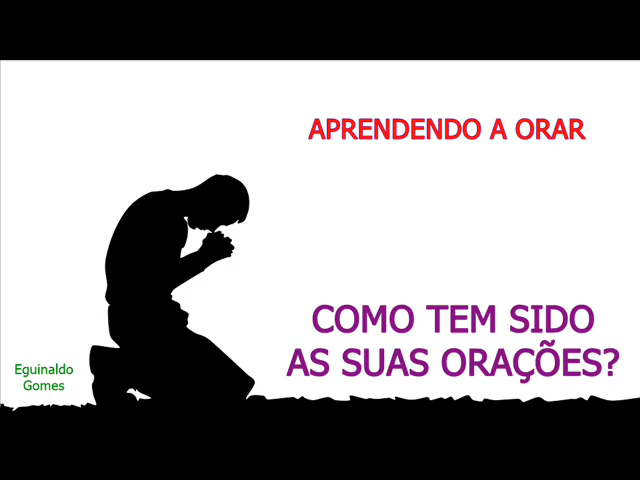 APRENDENDO A ORAR
COMO TEM SIDO
AS SUAS ORAÇÕES?
Eguinaldo
Gomes